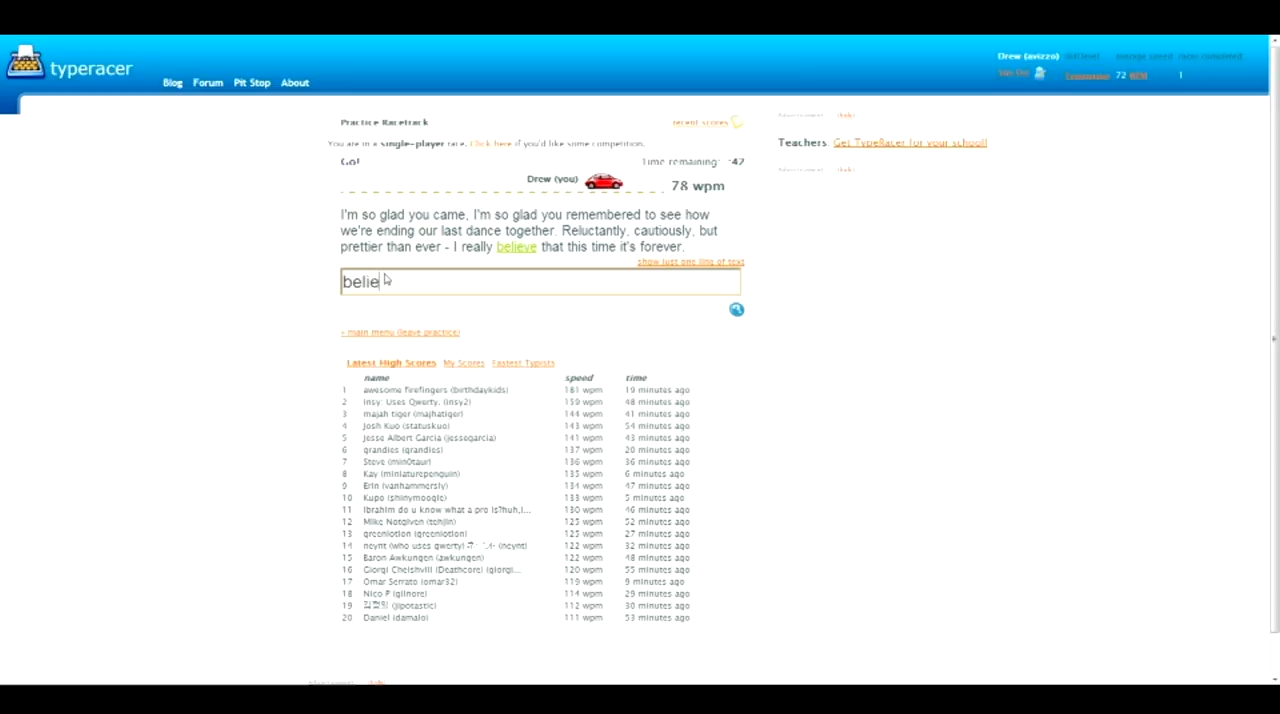 typeracer
Blog Forum Pit Stop About
Drew (avizzo) skill level average speed races completed
72 WPM 1
Practice Racetrack recent scores
You are in a single-player race. Click here if you'd like some competition.
Go! Time remaining: :47
Drew (you) 78 wpm
I'm so glad you came, I'm so glad you remembered to see how
we're ending our last dance together. Reluctantly, cautiously, but
prettier than ever - I really believe that this time it's forever.
show just one line of text
belie
« main menu (leave practice)
Latest High Scores My Scores Fastest Typists
name speed time
1 awesome firefingers (birthdaykids) 161 wpm 19 minutes ago
2 Insy: Uses Qwerty. (insy2) 159 wpm 48 minutes ago
3 majah tiger (majhatiger) 144 wpm 41 minutes ago
4 Josh Kuo (statuskuo) 143 wpm 54 minutes ago
5 Jesse Albert Garcia (jessegarcia) 141 wpm 43 minutes ago
6 grandies (grandies) 137 wpm 20 minutes ago
7 Steve (min0taur) 136 wpm 36 minutes ago
8 Kay (miniaturepenguin) 135 wpm 6 minutes ago
9 Erin (vanhammersly) 134 wpm 47 minutes ago
10 Kupo (shinymoogle) 133 wpm 5 minutes ago
11 Ibrahim do u know what a pro is?huh,i... 130 wpm 46 minutes ago
12 Mike Notgiven (tehjin) 125 wpm 52 minutes ago
13 greenlotion (greenlotion) 125 wpm 27 minutes ago
14 neynt (who uses qwerty) (neynt) 122 wpm 32 minutes ago
15 Baron Awkungen (awkungen) 122 wpm 48 minutes ago
16 Giorgi Chelshvili (Deathcore) (giorgi... 120 wpm 55 minutes ago
17 Omar Serrato (omar32) 119 wpm 9 minutes ago
18 Nico P (glinore) 114 wpm 29 minutes ago
19 (jipotastic) 112 wpm 30 minutes ago
20 Daniel (damalo) 111 wpm 53 minutes ago
Teachers: Get TypeRacer for your school!